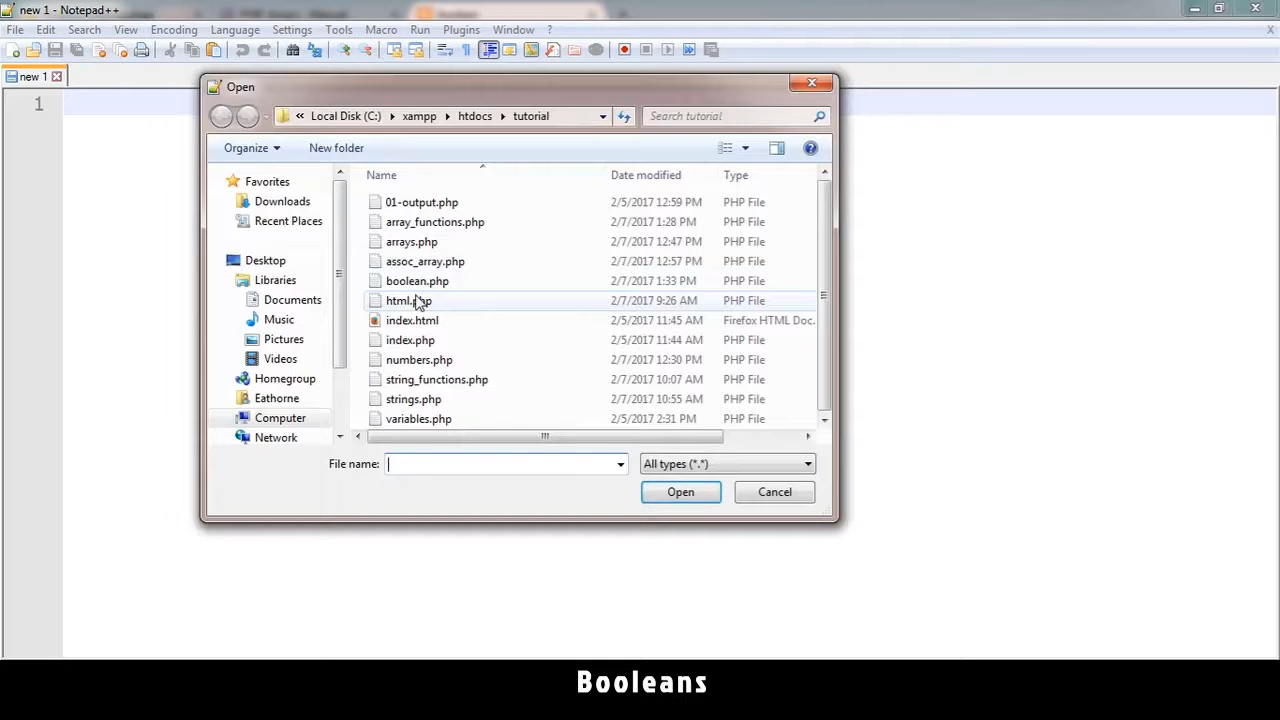 new 1 - Notepad++
File Edit Search View Encoding Language Settings Tools Macro Run Plugins Window ? X
new 1
1
Open
« Local Disk (C:) xampp htdocs tutorial Search tutorial
Organize New folder
Name Date modified Type
Favorites
Downloads
Recent Places
Desktop
Libraries
Documents
Music
Pictures
Videos
Homegroup
Eathorne
Computer
Network
01-output.php 2/5/2017 12:59 PM PHP File
array_functions.php 2/7/2017 1:28 PM PHP File
arrays.php 2/7/2017 12:47 PM PHP File
assoc_array.php 2/7/2017 12:57 PM PHP File
boolean.php 2/7/2017 1:33 PM PHP File
html.php 2/7/2017 9:26 AM PHP File
index.html 2/5/2017 11:45 AM Firefox HTML Doc.
index.php 2/5/2017 11:44 AM PHP File
numbers.php 2/7/2017 12:30 PM PHP File
string_functions.php 2/7/2017 10:07 AM PHP File
strings.php 2/7/2017 10:55 AM PHP File
variables.php 2/5/2017 2:31 PM PHP File
File name: All types (*.*)
Open Cancel
Booleans